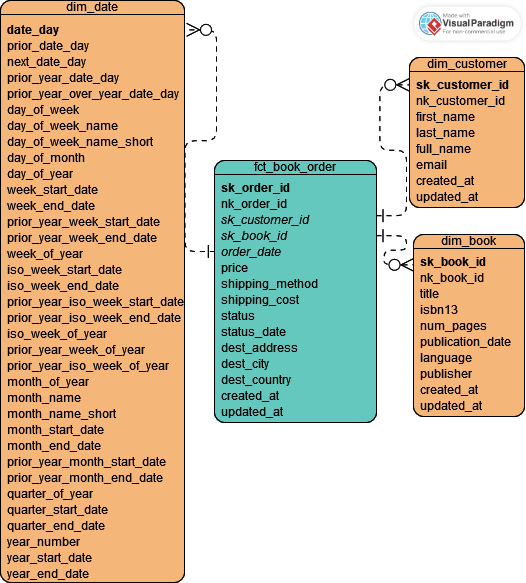 dim_date
date_day
prior_date_day
next_date_day
prior_year_date_day
prior_year_over_year_date_day
day_of_week
day_of_week_name
day_of_week_name_short
day_of_month
day_of_year
week_start_date
week_end_date
prior_year_week_start_date
prior_year_week_end_date
week_of_year
iso_week_start_date
iso_week_end_date
prior_year_iso_week_start_date
prior_year_iso_week_end_date
iso_week_of_year
prior_year_week_of_year
prior_year_iso_week_of_year
month_of_year
month_name
month_name_short
month_start_date
month_end_date
prior_year_month_start_date
prior_year_month_end_date
quarter_of_year
quarter_start_date
quarter_end_date
year_number
year_start_date
year_end_date
fct_book_order
sk_order_id
nk_order_id
sk_customer_id
sk_book_id
order_date
price
shipping_method
shipping_cost
status
status_date
dest_address
dest_city
dest_country
created_at
updated_at
Made with
VisualParadigm
For non-commercial use
dim_customer
sk_customer_id
nk_customer_id
first_name
last_name
full_name
email
created_at
updated_at
dim_book
sk_book_id
nk_book_id
title
isbn13
num_pages
publication_date
language
publisher
created_at
updated_at